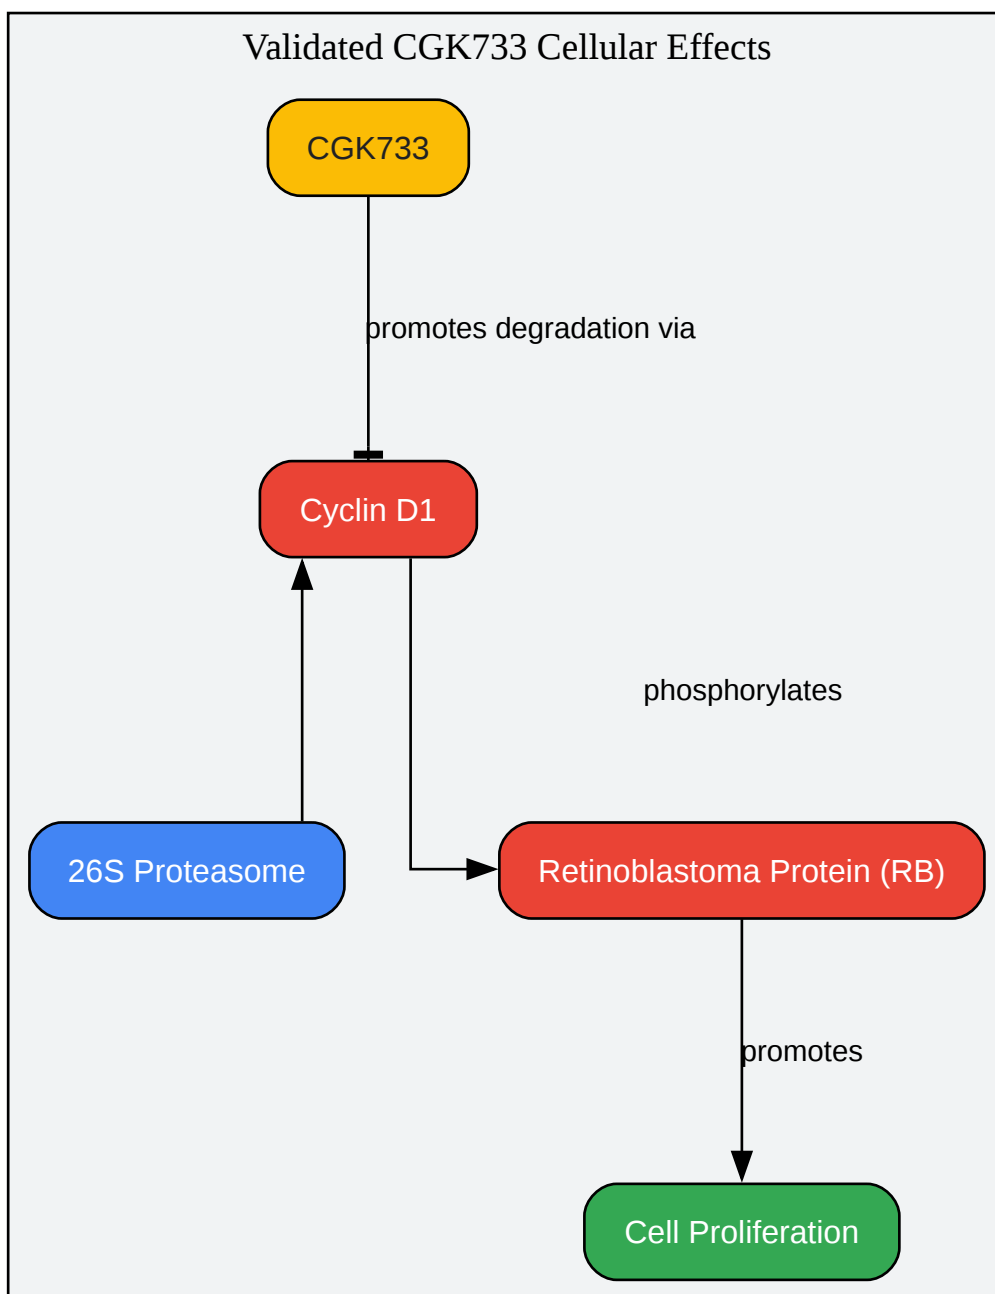 Validated CGK733 Cellular Effects
CGK733
promotes degradation via
Cyclin D1
phosphorylates
26S Proteasome
Retinoblastoma Protein (RB)
promotes
Cell Proliferation